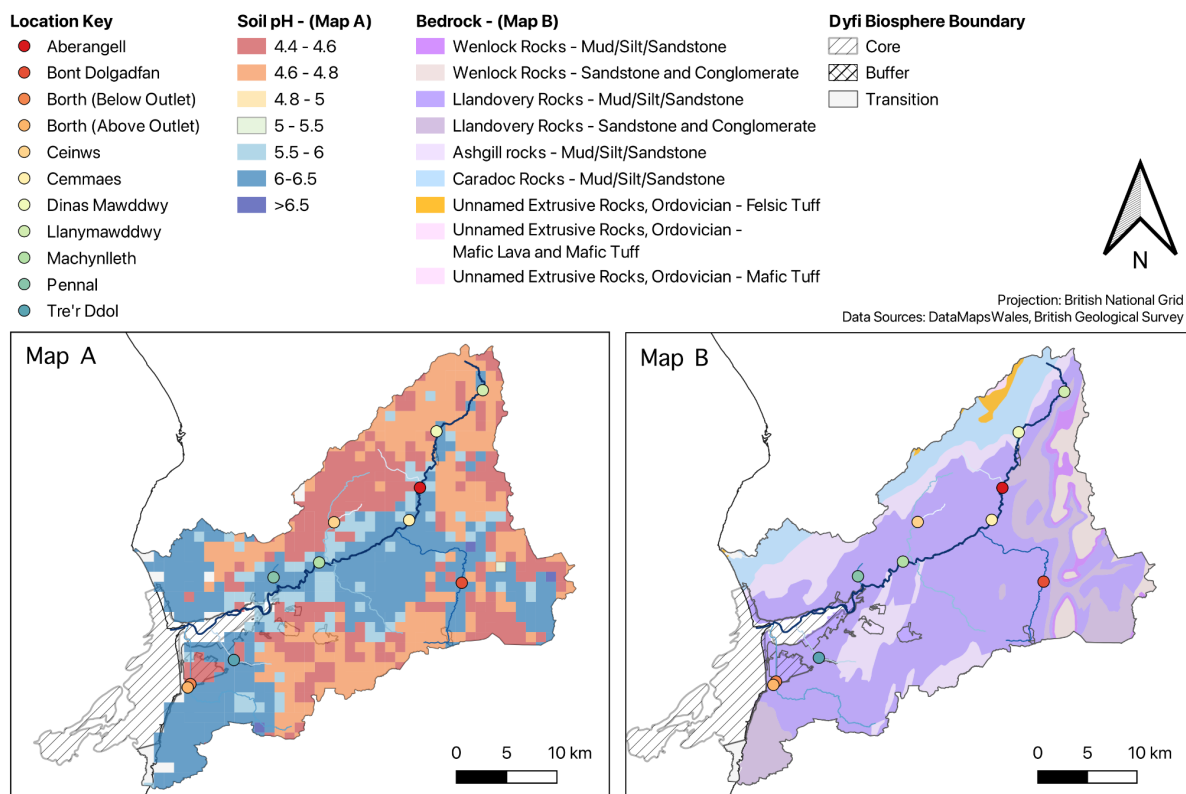 Location Key
Aberangell
Bont Dolgadfan
Borth (Below Outlet)
Borth (Above Outlet)
Ceinws
Cemmaes
Dinas Mawddwy
Llanymawddwy
Machynlleth
Pennal
Tre'r Ddol
Soil pH - (Map A)
4.4 - 4.6
4.6 - 4.8
4.8 - 5
5 - 5.5
5.5 - 6
6-6.5
>6.5
Bedrock - (Map B)
Wenlock Rocks - Mud/Silt/Sandstone
Wenlock Rocks - Sandstone and Conglomerate
Llandovery Rocks - Mud/Silt/Sandstone
Llandovery Rocks - Sandstone and Conglomerate
Ashgill rocks - Mud/Silt/Sandstone
Caradoc Rocks - Mud/Silt/Sandstone
Unnamed Extrusive Rocks, Ordovician - Felsic Tuff
Unnamed Extrusive Rocks, Ordovician -
Mafic Lava and Mafic Tuff
Unnamed Extrusive Rocks, Ordovician - Mafic Tuff
Dyfi Biosphere Boundary
Core
Buffer
Transition
N
Projection: British National Grid
Data Sources: DataMapsWales, British Geological Survey
Map A
0 5 10 km
Map B
0 5 10 km